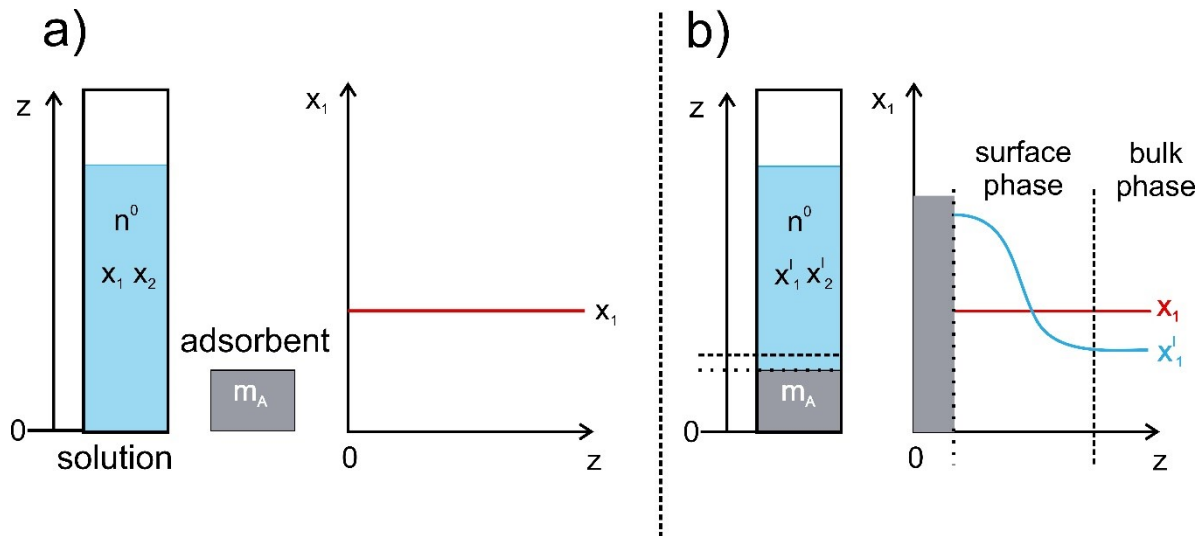 a)
z
n⁰
x₁ x₂
0
solution
adsorbent
m_A
x₁
x₁
0
z
b)
z
n⁰
x₁ˡ x₂ˡ
m_A
0
x₁
surface
phase
bulk
phase
x₁
x₁ˡ
0
z